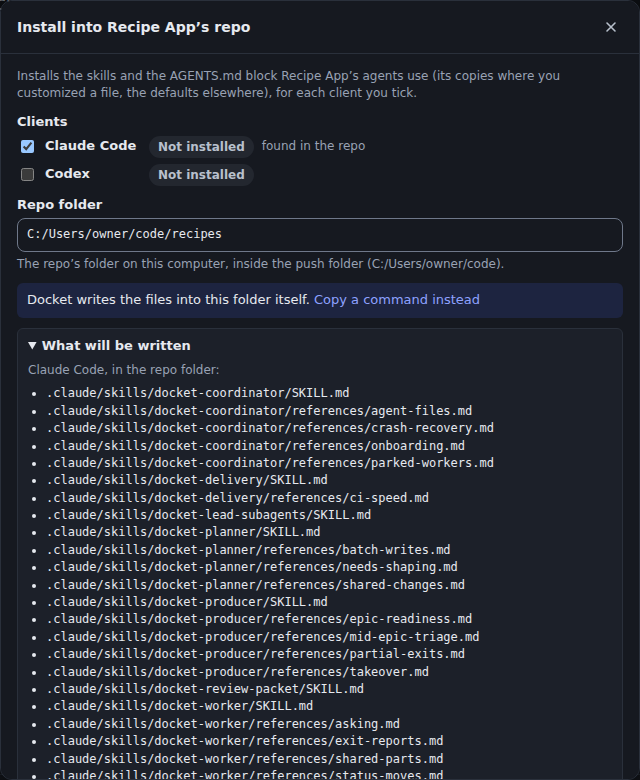 Install into Recipe App’s repo
×
Installs the skills and the AGENTS.md block Recipe App’s agents use (its copies where you
customized a file, the defaults elsewhere), for each client you tick.
Clients
Claude Code Not installed found in the repo
Codex Not installed
Repo folder
C:/Users/owner/code/recipes
The repo’s folder on this computer, inside the push folder (C:/Users/owner/code).
Docket writes the files into this folder itself. Copy a command instead
▼ What will be written
Claude Code, in the repo folder:
• .claude/skills/docket-coordinator/SKILL.md
• .claude/skills/docket-coordinator/references/agent-files.md
• .claude/skills/docket-coordinator/references/crash-recovery.md
• .claude/skills/docket-coordinator/references/onboarding.md
• .claude/skills/docket-coordinator/references/parked-workers.md
• .claude/skills/docket-delivery/SKILL.md
• .claude/skills/docket-delivery/references/ci-speed.md
• .claude/skills/docket-lead-subagents/SKILL.md
• .claude/skills/docket-planner/SKILL.md
• .claude/skills/docket-planner/references/batch-writes.md
• .claude/skills/docket-planner/references/needs-shaping.md
• .claude/skills/docket-planner/references/shared-changes.md
• .claude/skills/docket-producer/SKILL.md
• .claude/skills/docket-producer/references/epic-readiness.md
• .claude/skills/docket-producer/references/mid-epic-triage.md
• .claude/skills/docket-producer/references/partial-exits.md
• .claude/skills/docket-producer/references/takeover.md
• .claude/skills/docket-review-packet/SKILL.md
• .claude/skills/docket-worker/SKILL.md
• .claude/skills/docket-worker/references/asking.md
• .claude/skills/docket-worker/references/exit-reports.md
• .claude/skills/docket-worker/references/shared-parts.md
• .claude/skills/docket-worker/references/status-moves.md